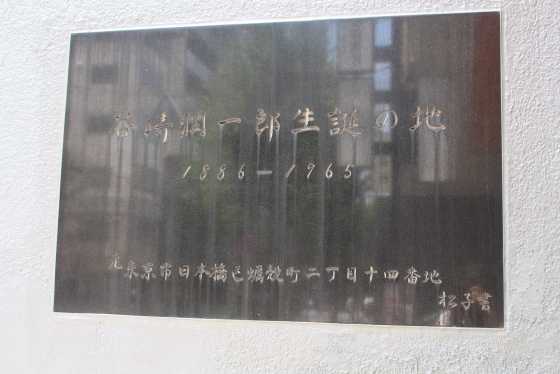 谷崎潤一郎生誕の地
1886–1965
元東京市日本橋区蠣殻町二丁目十四番地
松子書